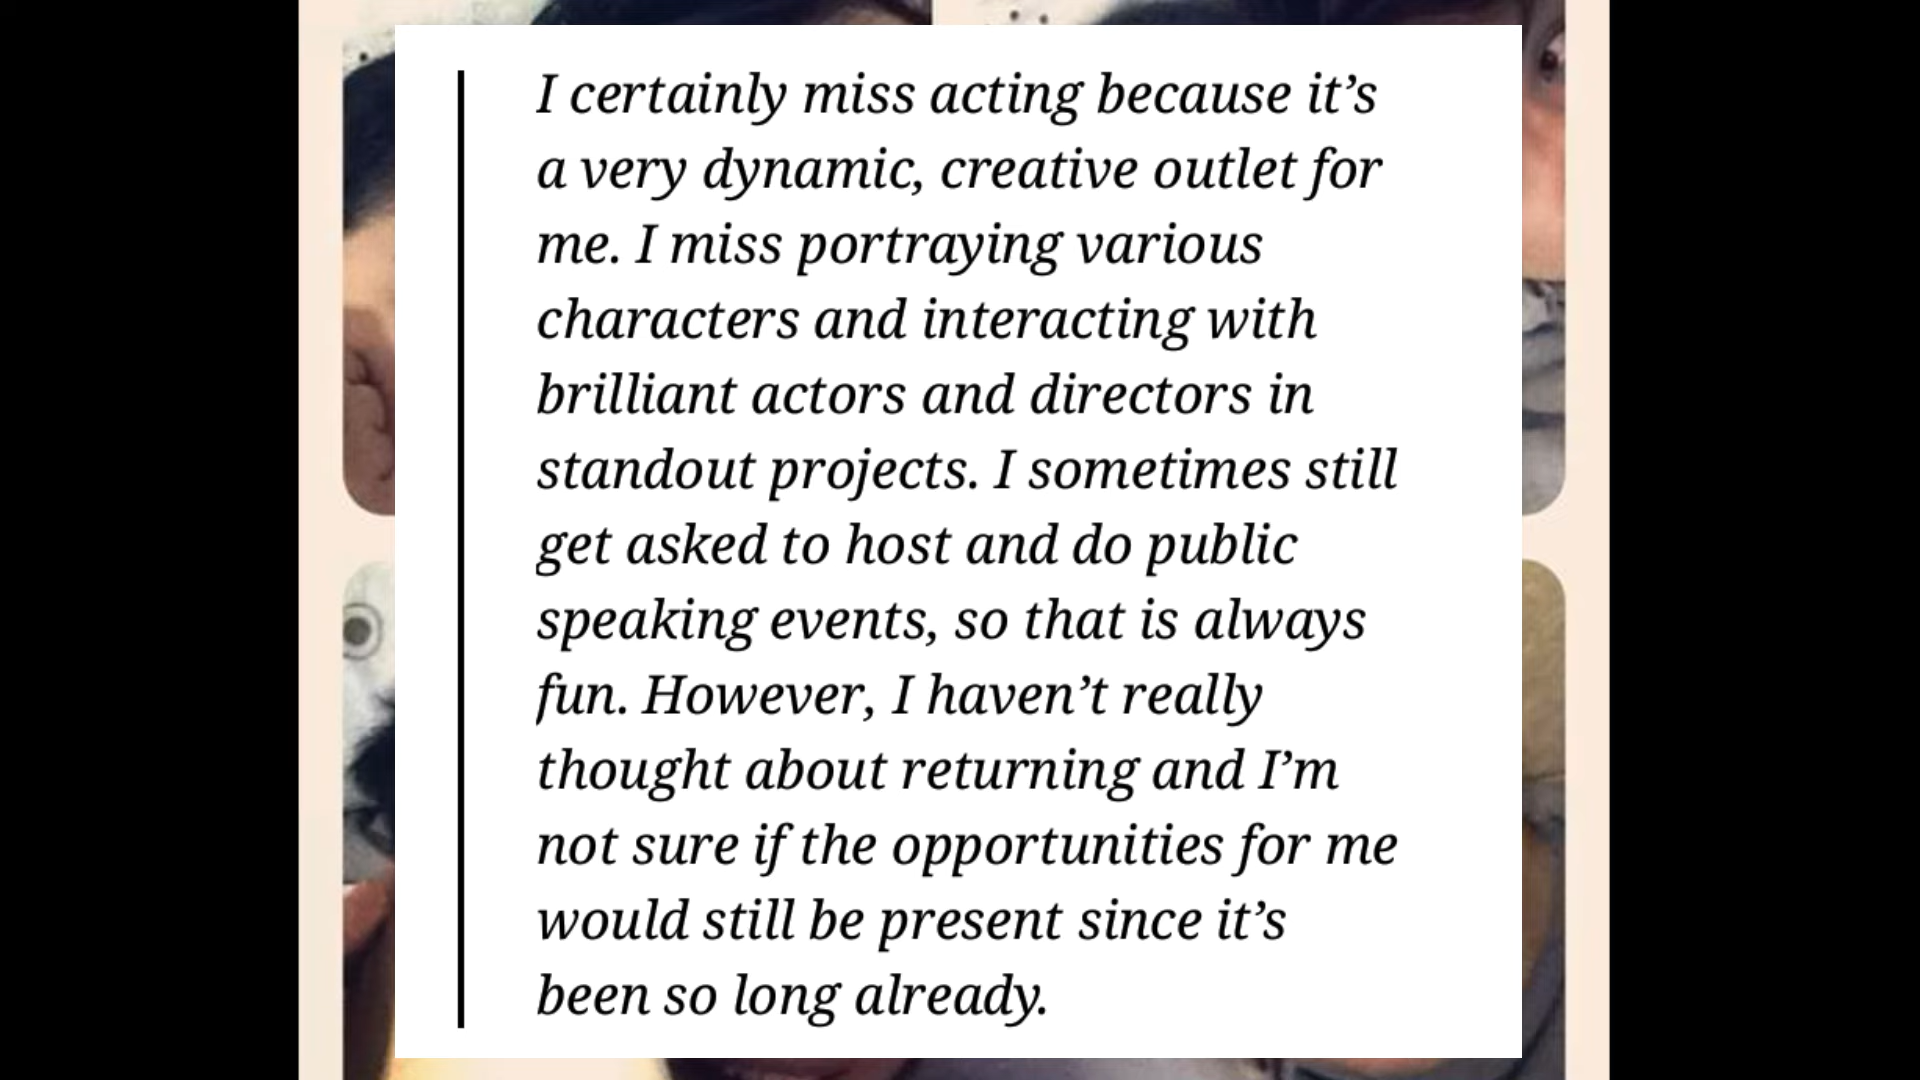 I certainly miss acting because it’s
a very dynamic, creative outlet for
me. I miss portraying various
characters and interacting with
brilliant actors and directors in
standout projects. I sometimes still
get asked to host and do public
speaking events, so that is always
fun. However, I haven’t really
thought about returning and I’m
not sure if the opportunities for me
would still be present since it’s
been so long already.